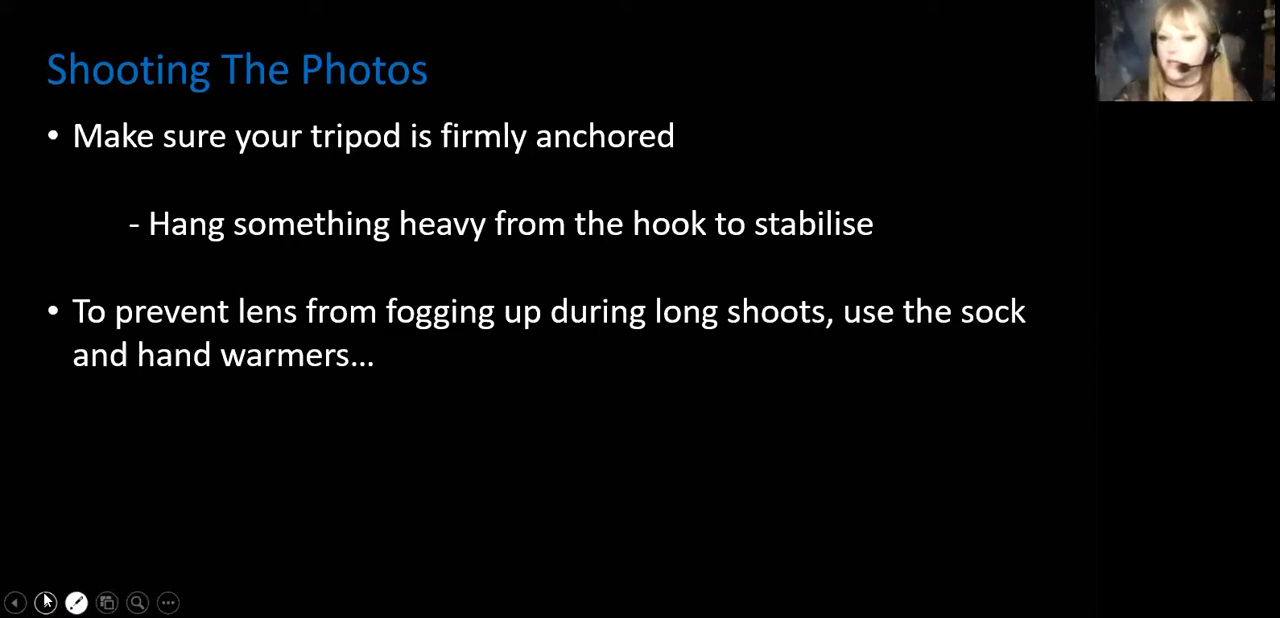 Shooting The Photos
• Make sure your tripod is firmly anchored
- Hang something heavy from the hook to stabilise
• To prevent lens from fogging up during long shoots, use the sock
and hand warmers...